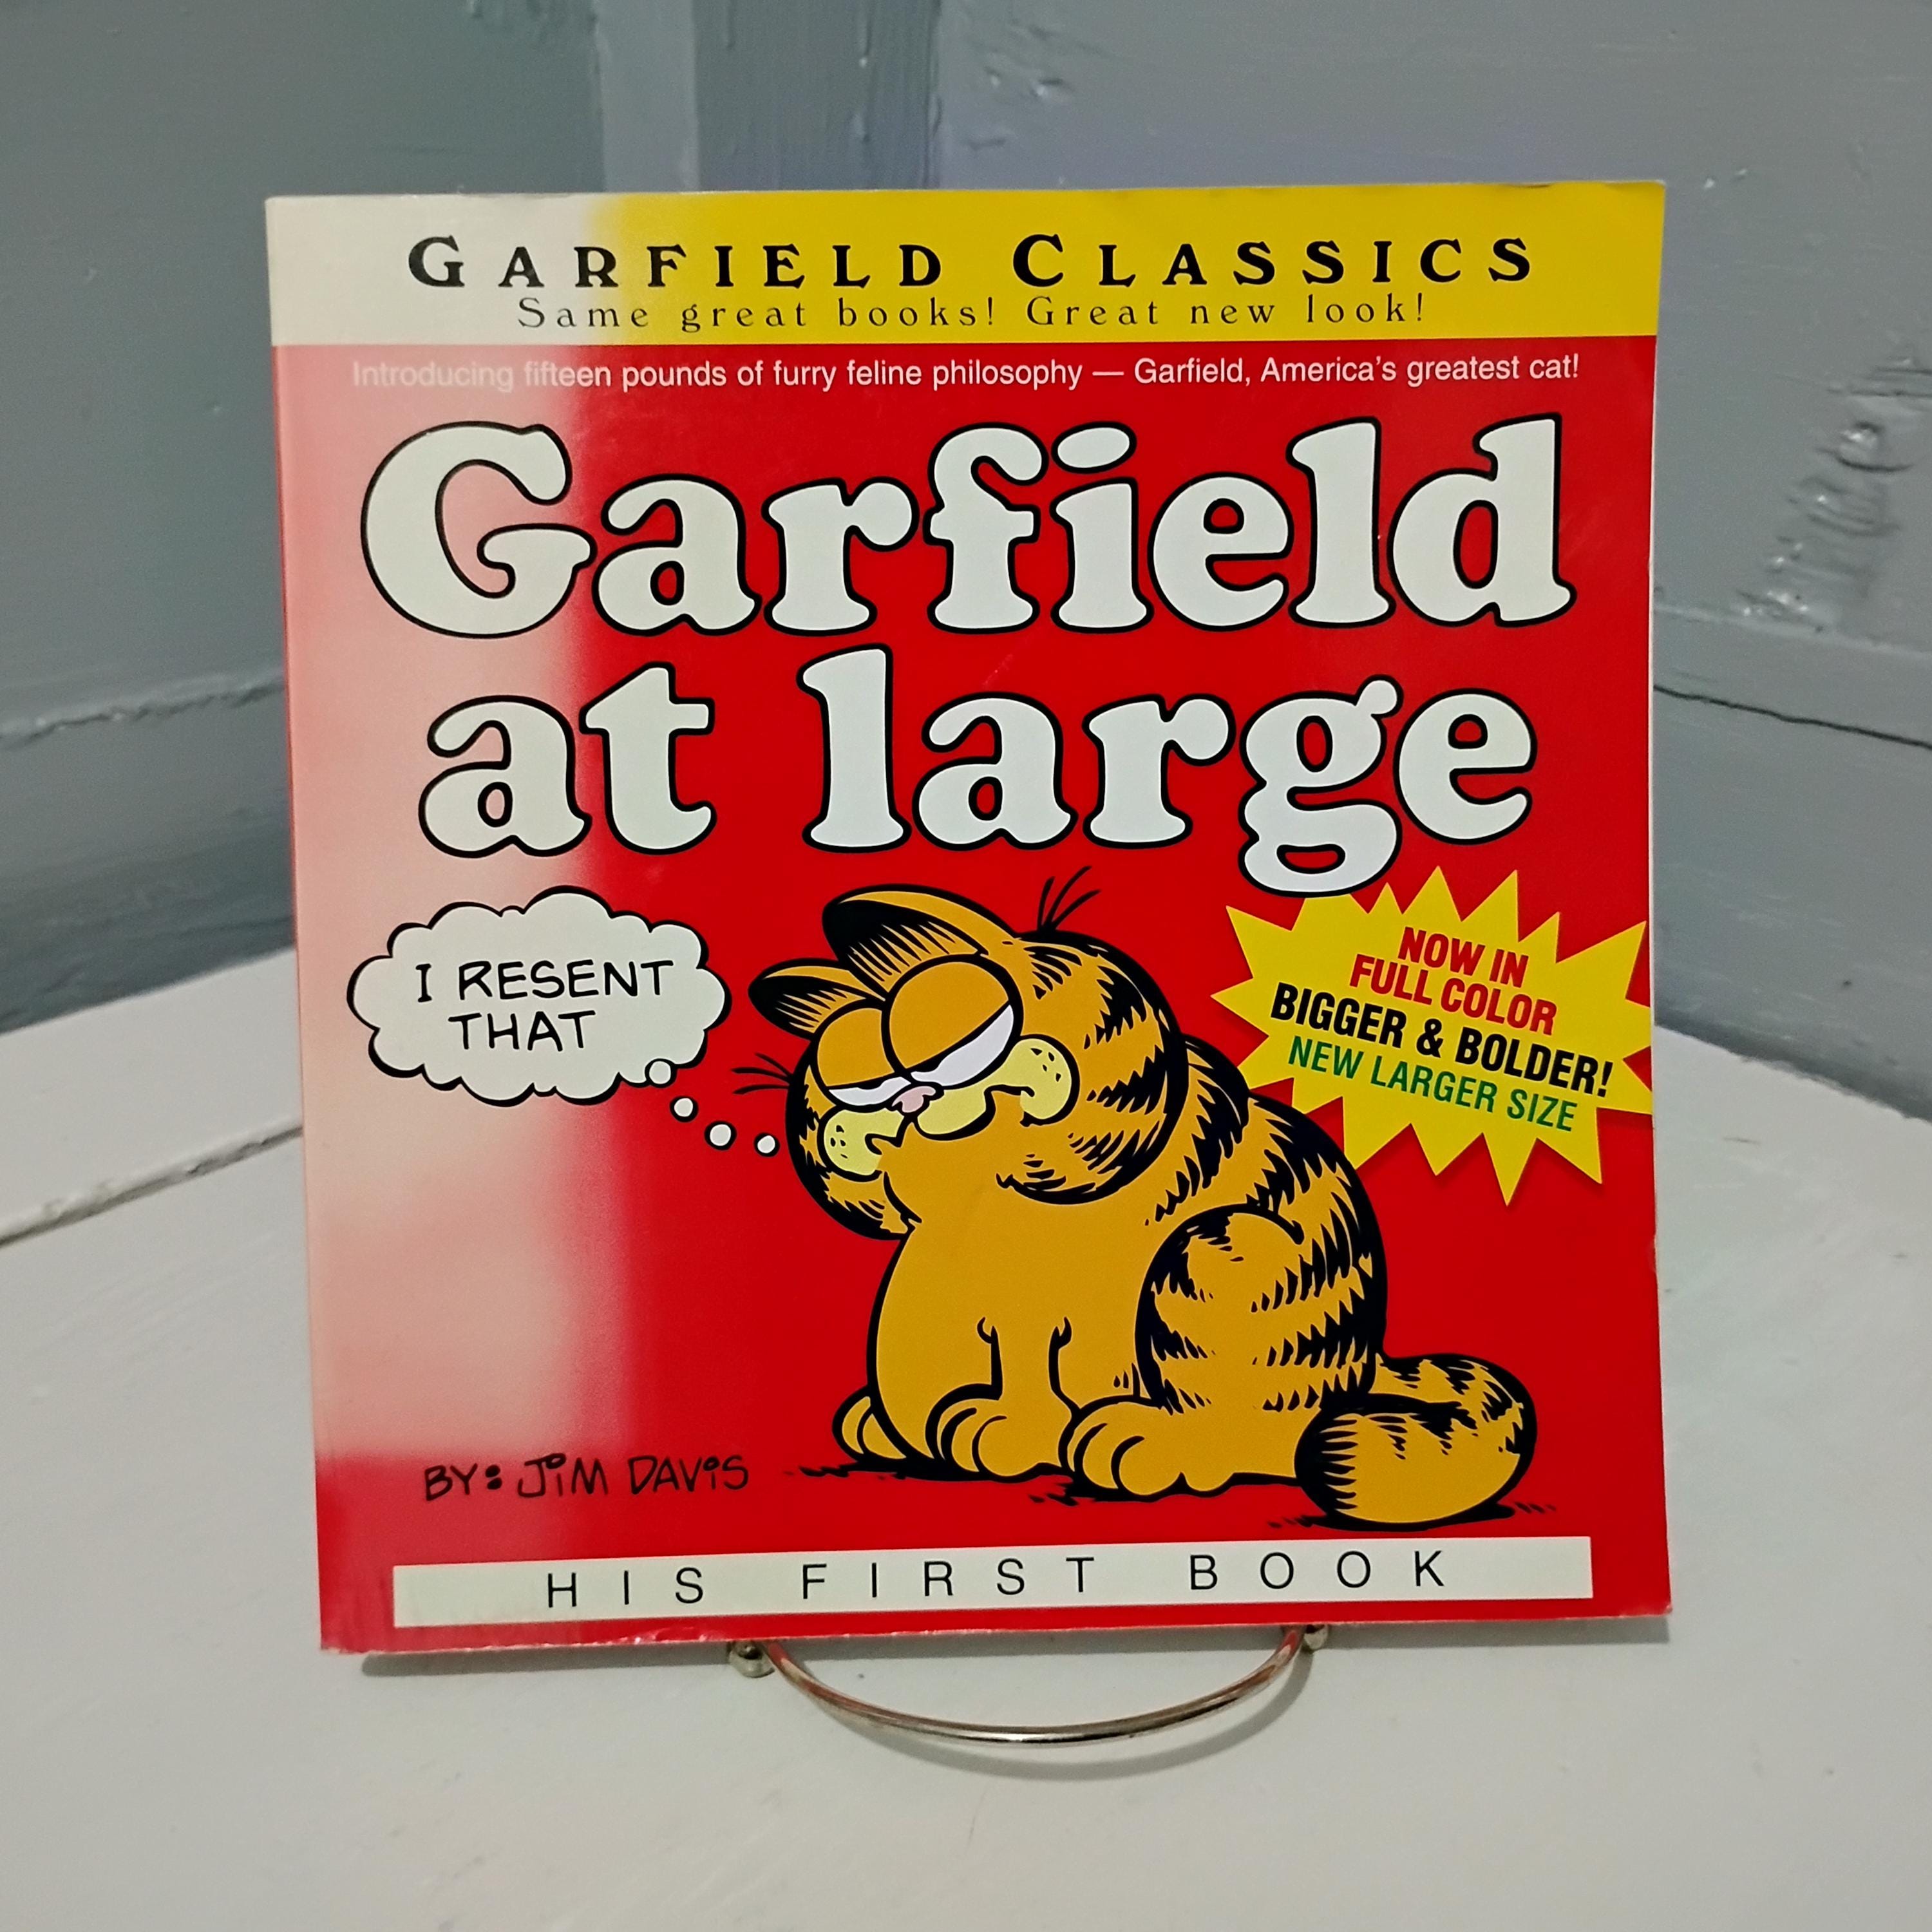 GARFIELD CLASSICS
Same great books! Great new look!
Introducing fifteen pounds of furry feline philosophy — Garfield, America's greatest cat!
Garfield
at large
I RESENT
THAT
NOW IN
FULL COLOR
BIGGER & BOLDER!
NEW LARGER SIZE
BY: JIM DAVIS
HIS FIRST BOOK